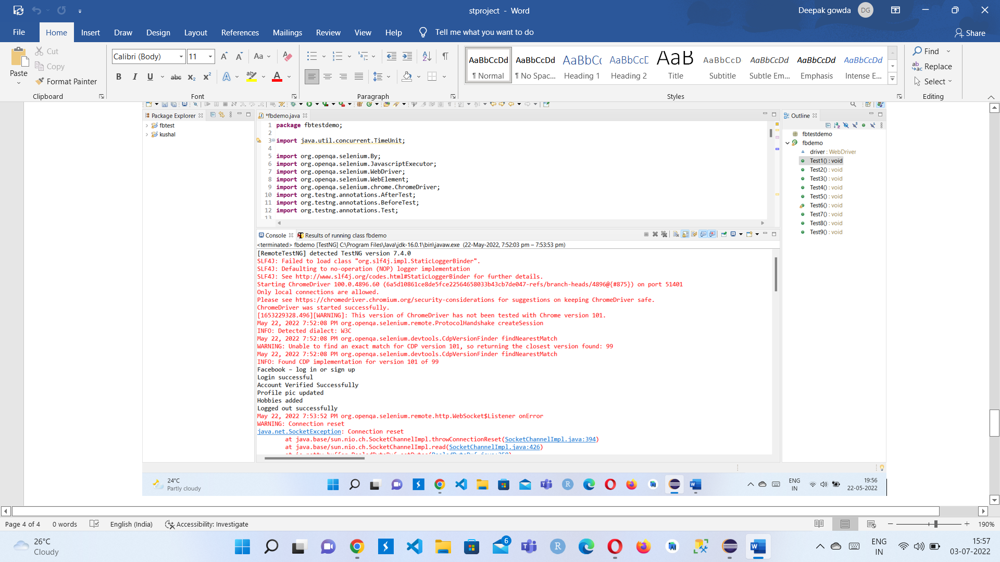 stproject - Word
Deepak gowda
DG
File
Home
Insert
Draw
Design
Layout
References
Mailings
Review
View
Help
Tell me what you want to do
Share
Paste
Cut
Copy
Format Painter
Clipboard
Calibri (Body)
11
Font
Paragraph
AaBbCcDd
¶ Normal
AaBbCcDd
¶ No Spac...
AaBbCc
Heading 1
AaBbCcD
Heading 2
AaB
Title
AaBbCcD
Subtitle
AaBbCcDd
Subtle Em...
AaBbCcDd
Emphasis
AaBbCcDd
Intense E...
Styles
Find
Replace
Select
Editing
Package Explorer
fbtest
kushal
*fbdemo.java
1 package fbtestdemo;
2
3 import java.util.concurrent.TimeUnit;
4
5 import org.openqa.selenium.By;
6 import org.openqa.selenium.JavascriptExecutor;
7 import org.openqa.selenium.WebDriver;
8 import org.openqa.selenium.WebElement;
9 import org.openqa.selenium.chrome.ChromeDriver;
10 import org.testng.annotations.AfterTest;
11 import org.testng.annotations.BeforeTest;
12 import org.testng.annotations.Test;
13
Outline
fbtestdemo
fbdemo
driver : WebDriver
Test1() : void
Test2() : void
Test3() : void
Test4() : void
Test5() : void
Test6() : void
Test7() : void
Test8() : void
Test9() : void
Console
Results of running class fbdemo
<terminated> fbdemo [TestNG] C:\Program Files\Java\jdk-16.0.1\bin\javaw.exe (22-May-2022, 7:52:03 pm – 7:53:53 pm)
[RemoteTestNG] detected TestNG version 7.4.0
SLF4J: Failed to load class "org.slf4j.impl.StaticLoggerBinder".
SLF4J: Defaulting to no-operation (NOP) logger implementation
SLF4J: See http://www.slf4j.org/codes.html#StaticLoggerBinder for further details.
Starting ChromeDriver 100.0.4896.60 (6a5d10861ce8de5fce22564658033b43cb7de047-refs/branch-heads/4896@{#875}) on port 51401
Only local connections are allowed.
Please see https://chromedriver.chromium.org/security-considerations for suggestions on keeping ChromeDriver safe.
ChromeDriver was started successfully.
[1653229328.496][WARNING]: This version of ChromeDriver has not been tested with Chrome version 101.
May 22, 2022 7:52:08 PM org.openqa.selenium.remote.ProtocolHandshake createSession
INFO: Detected dialect: W3C
May 22, 2022 7:52:08 PM org.openqa.selenium.devtools.CdpVersionFinder findNearestMatch
WARNING: Unable to find an exact match for CDP version 101, so returning the closest version found: 99
May 22, 2022 7:52:08 PM org.openqa.selenium.devtools.CdpVersionFinder findNearestMatch
INFO: Found CDP implementation for version 101 of 99
Facebook – log in or sign up
Login successful
Account Verified Successfully
Profile pic updated
Hobbies added
Logged out successfully
May 22, 2022 7:53:52 PM org.openqa.selenium.remote.http.WebSocket$Listener onError
WARNING: Connection reset
java.net.SocketException: Connection reset
at java.base/sun.nio.ch.SocketChannelImpl.throwConnectionReset(SocketChannelImpl.java:394)
at java.base/sun.nio.ch.SocketChannelImpl.read(SocketChannelImpl.java:426)
24°C
Partly cloudy
ENG
IN
19:56
22-05-2022
Page 4 of 4
0 words
English (India)
Accessibility: Investigate
190%
26°C
Cloudy
6
ENG
IN
15:57
03-07-2022